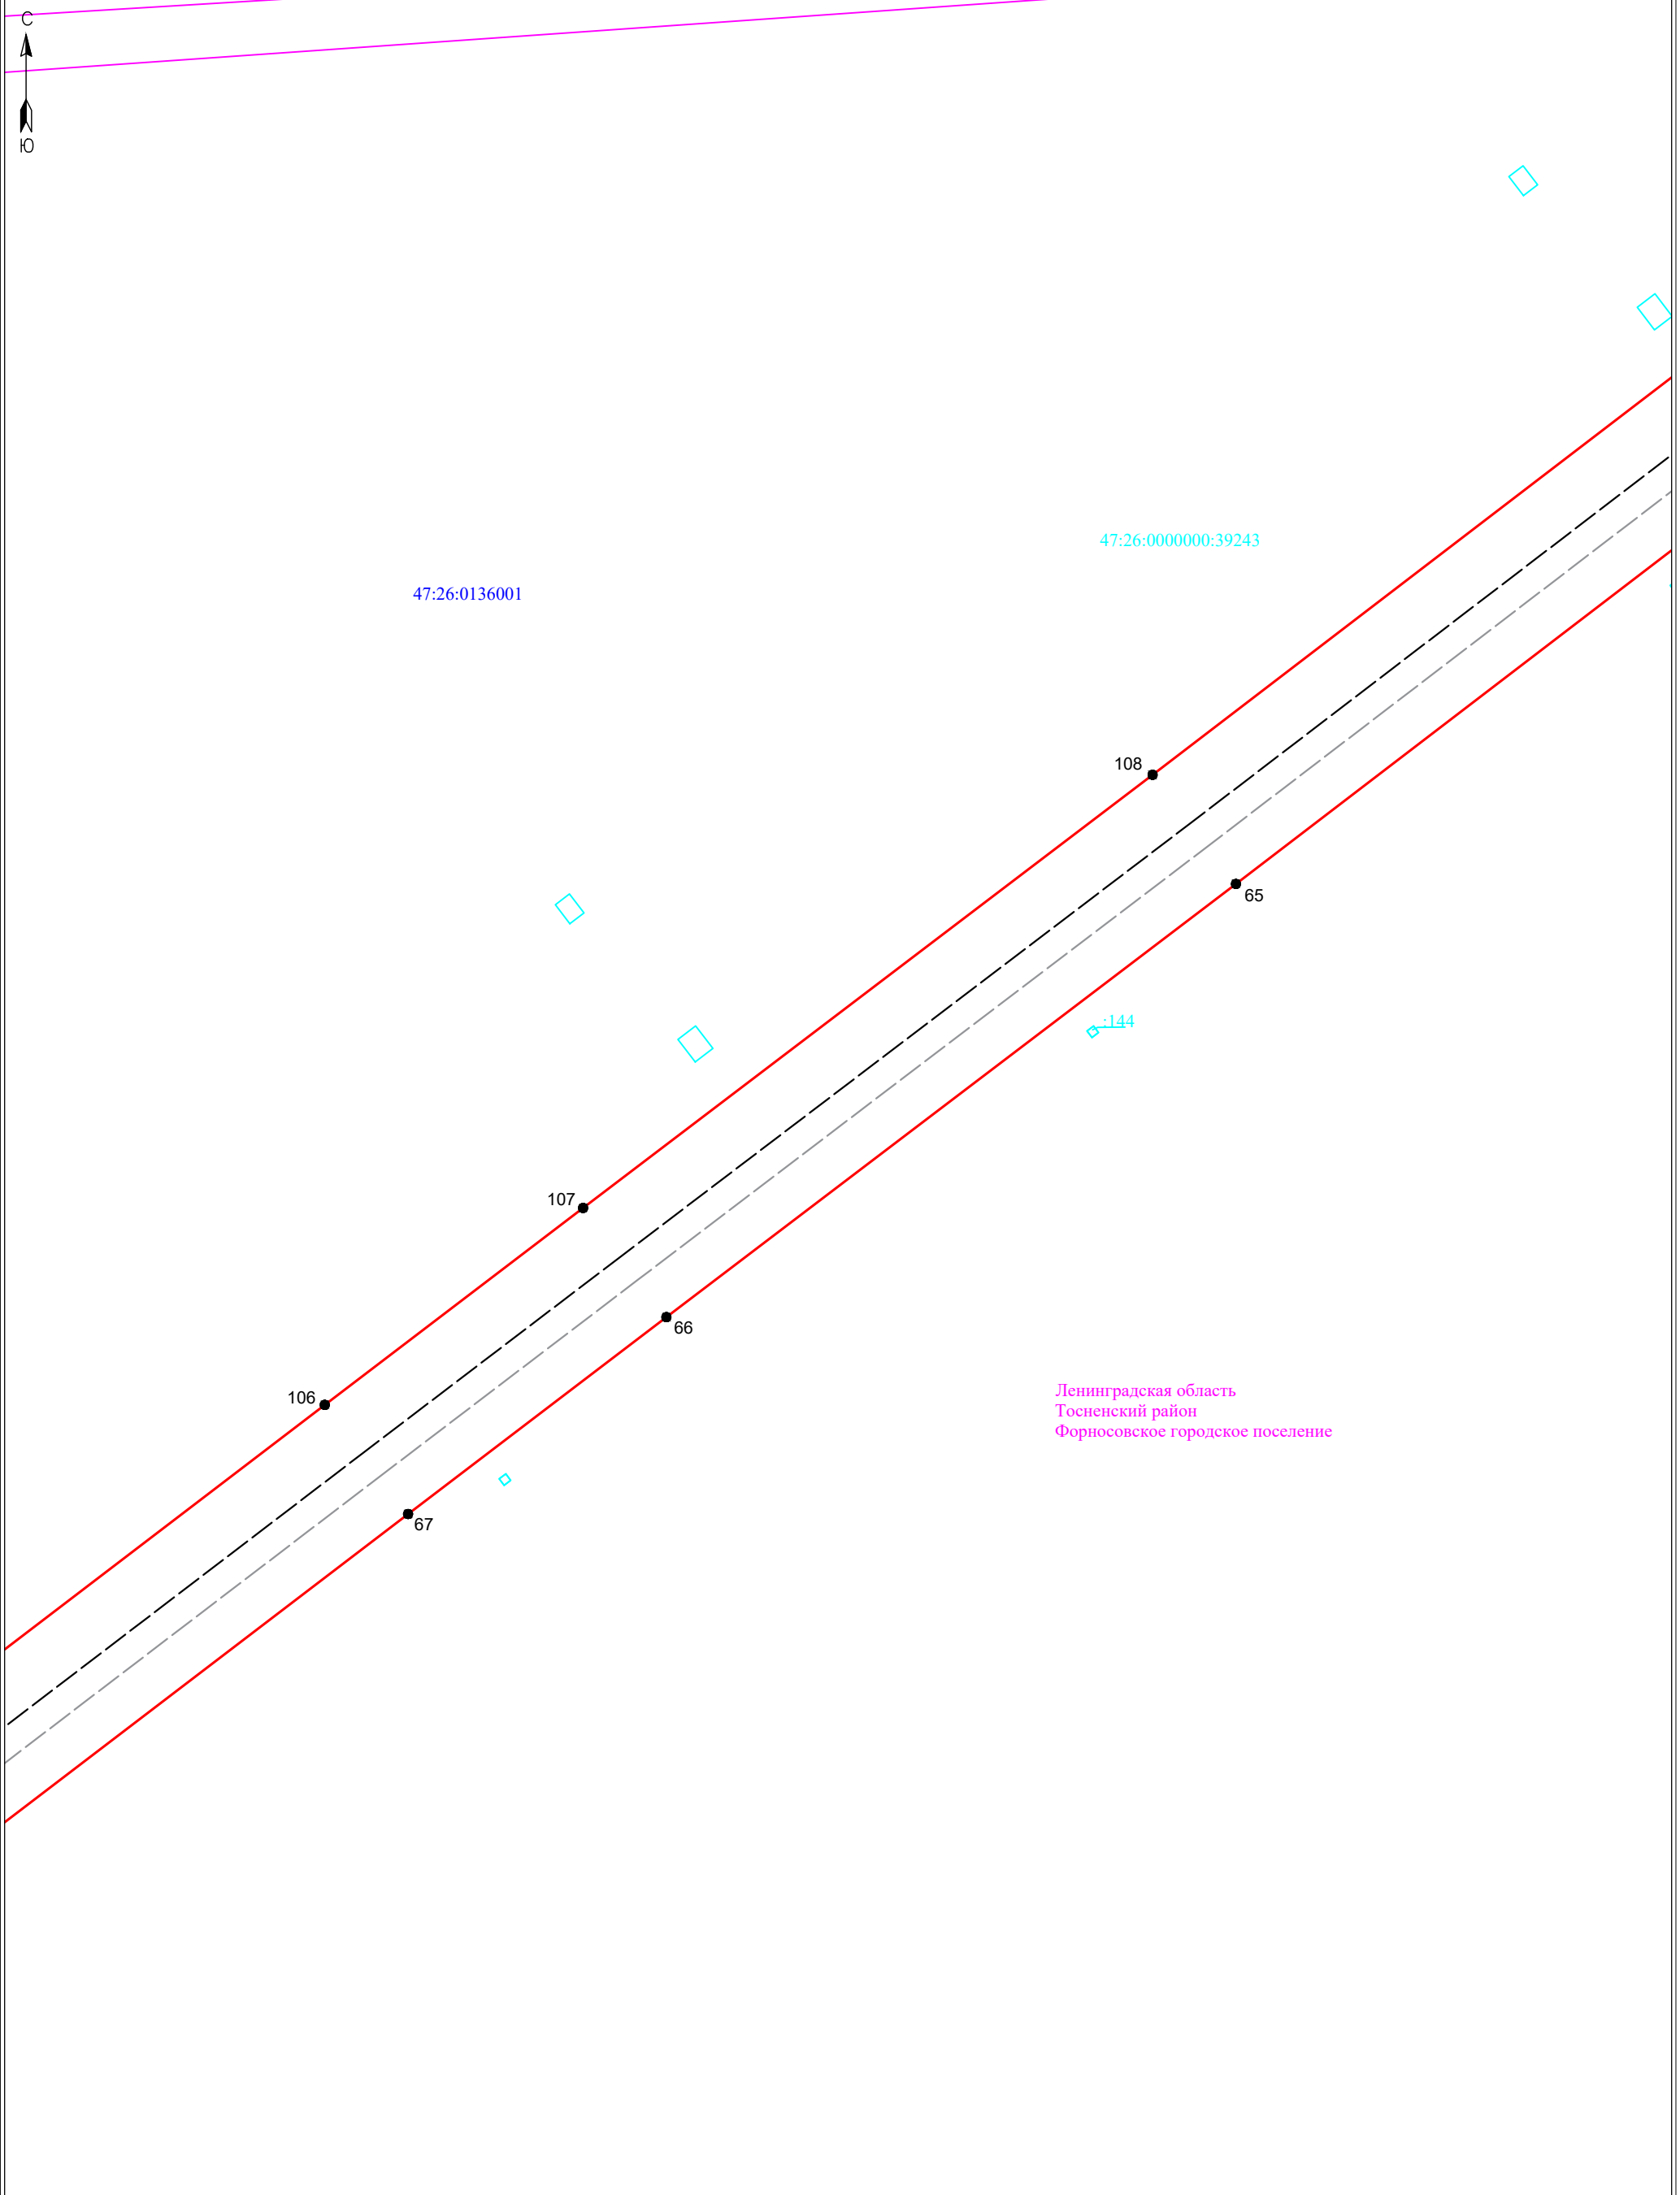 С
Ю
47:26:0000000:39243
47:26:0136001
108
65
:144
107
66
Ленинградская область
Тосненский район
Форносовское городское поселение
106
67